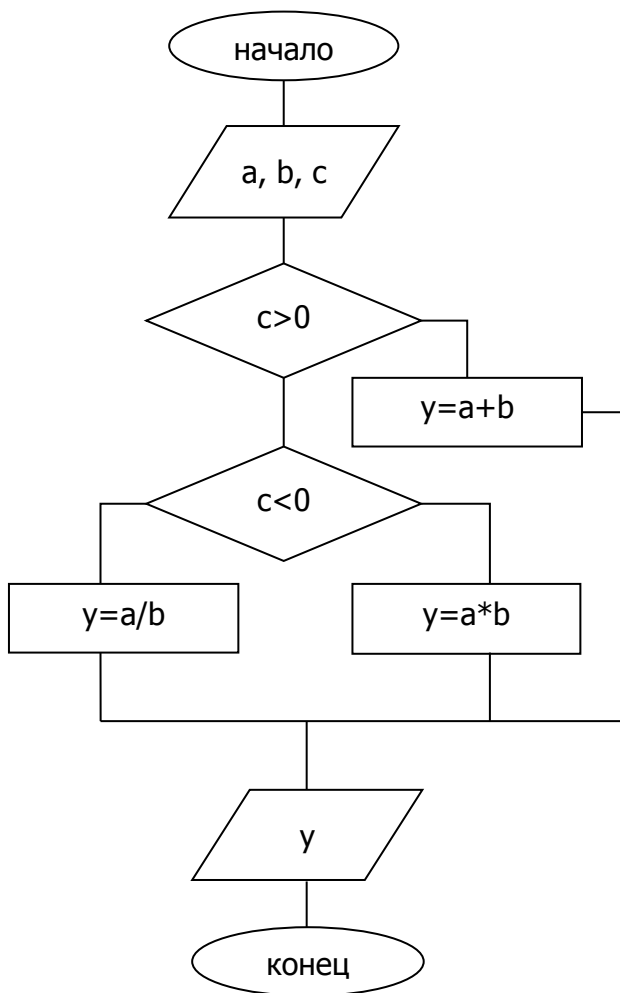 начало
a, b, c
c>0
y=a+b
c<0
y=a/b
y=a*b
y
конец